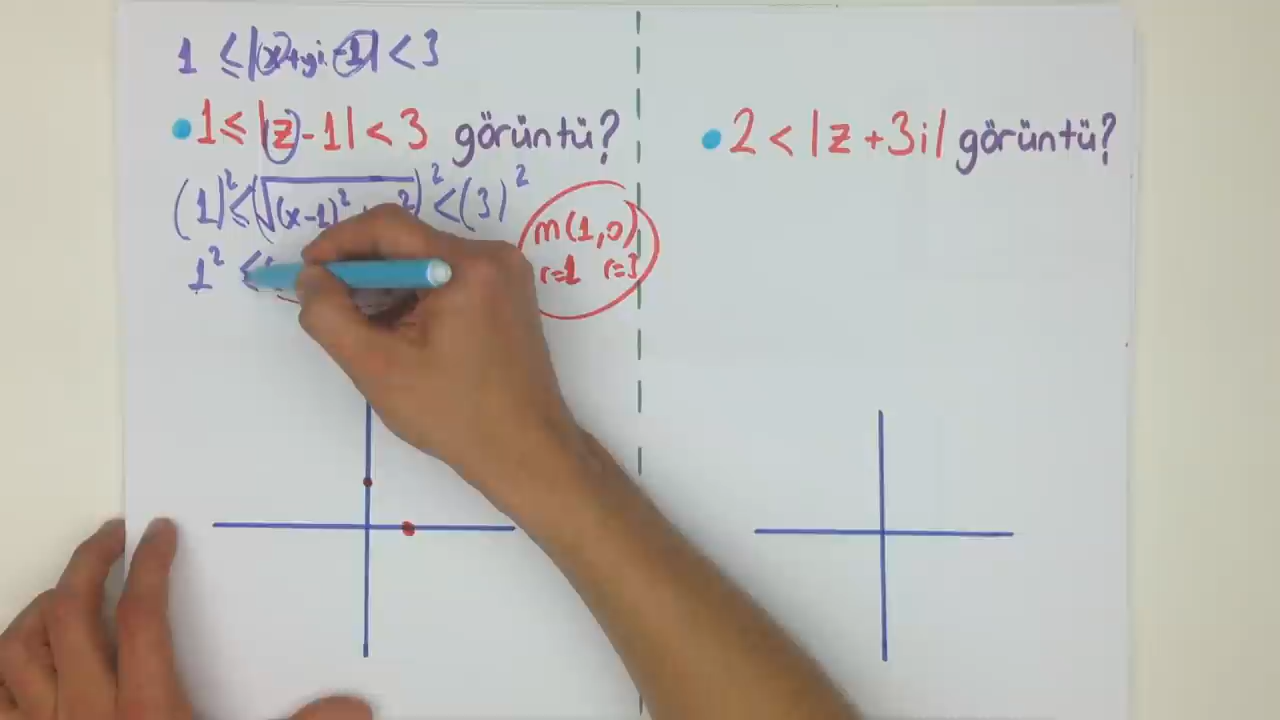 1 ≤ |x+yi-1| < 3
• 1 ≤ |z-1| < 3 görüntü?
(1)² ≤ (√(x-1)² + ²)² < (3)²
1² ≤
m(1,0)
r=1 r=3
• 2 < |z+3i| görüntü?